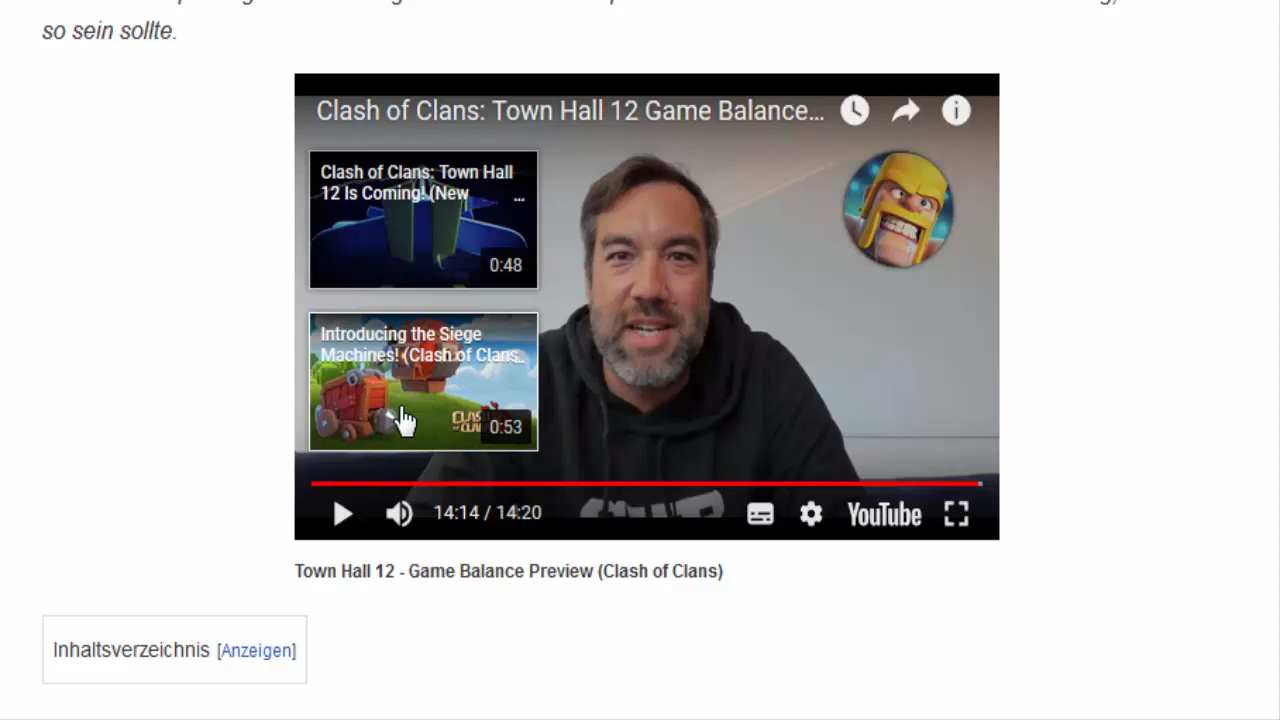 so sein sollte.
Clash of Clans: Town Hall 12 Game Balance...
Clash of Clans: Town Hall
12 Is Coming! (New ...
0:48
Introducing the Siege
Machines! (Clash of Clans...
0:53
14:14 / 14:20
YouTube
Town Hall 12 - Game Balance Preview (Clash of Clans)
Inhaltsverzeichnis [Anzeigen]